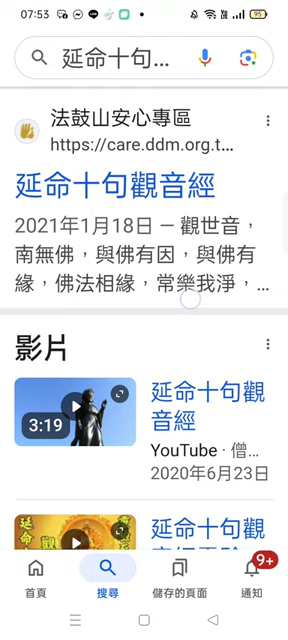 07:53
95
延命十句...
法鼓山安心專區
https://care.ddm.org.t...
延命十句觀音經
2021年1月18日 — 觀世音，
南無佛，與佛有因，與佛有
緣，佛法相緣，常樂我淨，...
影片
3:19
延命十句觀
音經
YouTube · 僧...
2020年6月23日
延命十句觀
9+
首頁
搜尋
儲存的頁面
通知